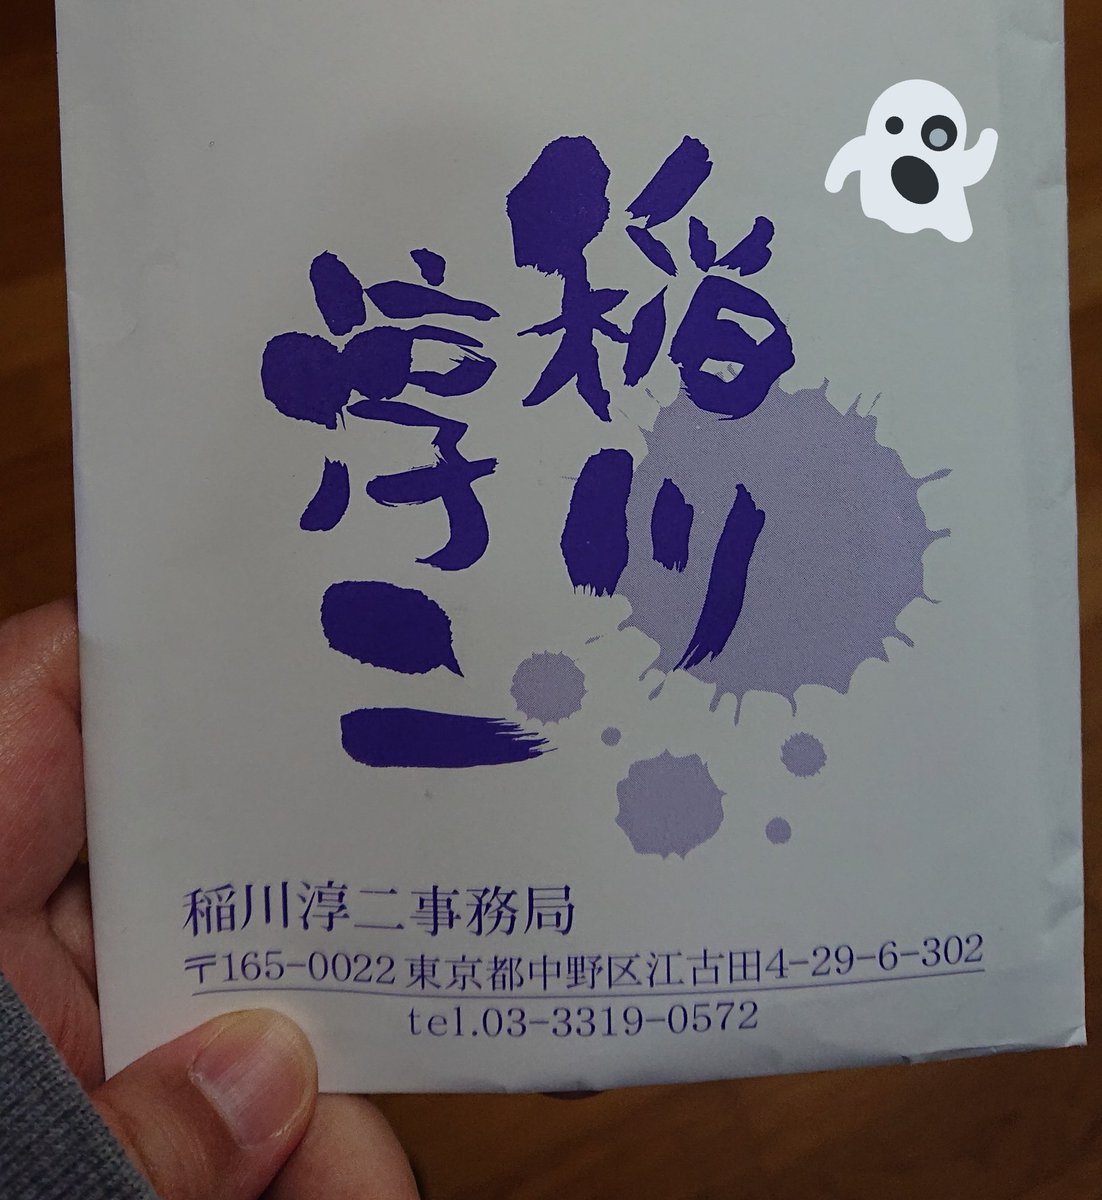 稲川
淳二
稲川淳二事務局
〒165-0022 東京都中野区江古田4-29-6-302
tel.03-3319-0572